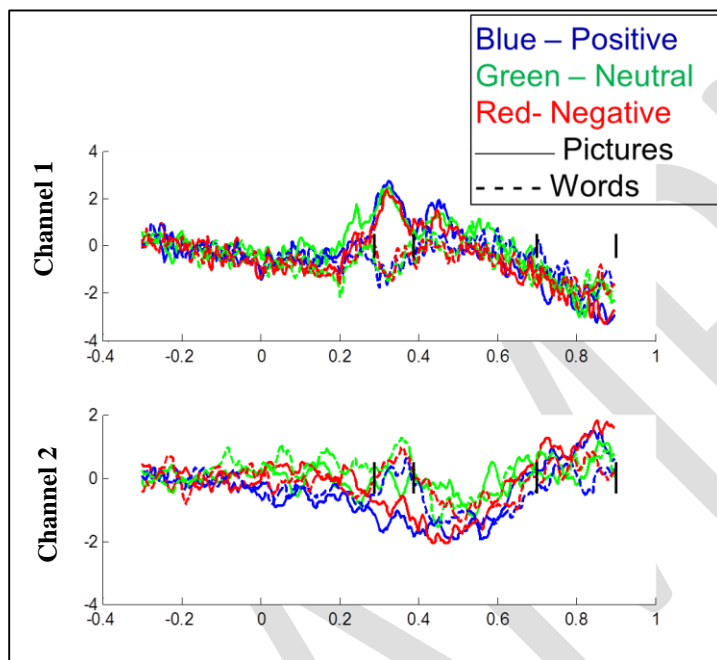 Blue – Positive
Green – Neutral
Red- Negative
Pictures
Words
Channel 1
4
2
0
-2
-4
-0.4 -0.2 0 0.2 0.4 0.6 0.8 1
Channel 2
2
0
-2
-4
-0.4 -0.2 0 0.2 0.4 0.6 0.8 1